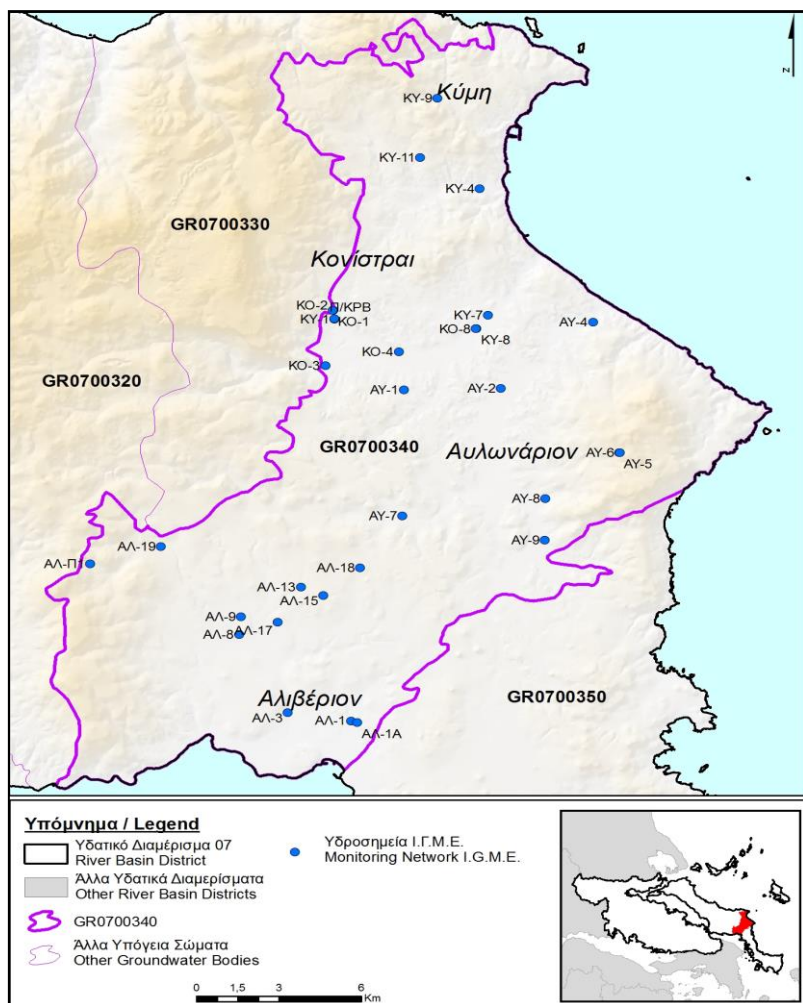 N
Κύμη
ΚΥ-9
ΚΥ-11
ΚΥ-4
GR0700330
Κονίστραι
ΚΟ-2 Π/ΚΡΒ
ΚΥ-1 ΚΟ-1
ΚΥ-7
ΚΟ-8
ΚΥ-8
ΑΥ-4
ΚΟ-4
ΚΟ-3
GR0700320
ΑΥ-1
ΑΥ-2
GR0700340
Αυλωνάριον
ΑΥ-6
ΑΥ-5
ΑΥ-8
ΑΥ-7
ΑΥ-9
ΑΛ-19
ΑΛ-Π1
ΑΛ-18
ΑΛ-13
ΑΛ-15
ΑΛ-9
ΑΛ-17
ΑΛ-8
GR0700350
Αλιβέριον
ΑΛ-3
ΑΛ-1
ΑΛ-1Α
Υπόμνημα / Legend
Υδατικό Διαμέρισμα 07
River Basin District
Άλλα Υδατικά Διαμερίσματα
Other River Basin Districts
GR0700340
Άλλα Υπόγεια Σώματα
Other Groundwater Bodies
Υδροσημεία Ι.Γ.Μ.Ε.
Monitoring Network I.G.M.E.
0 1,5 3 6
Km